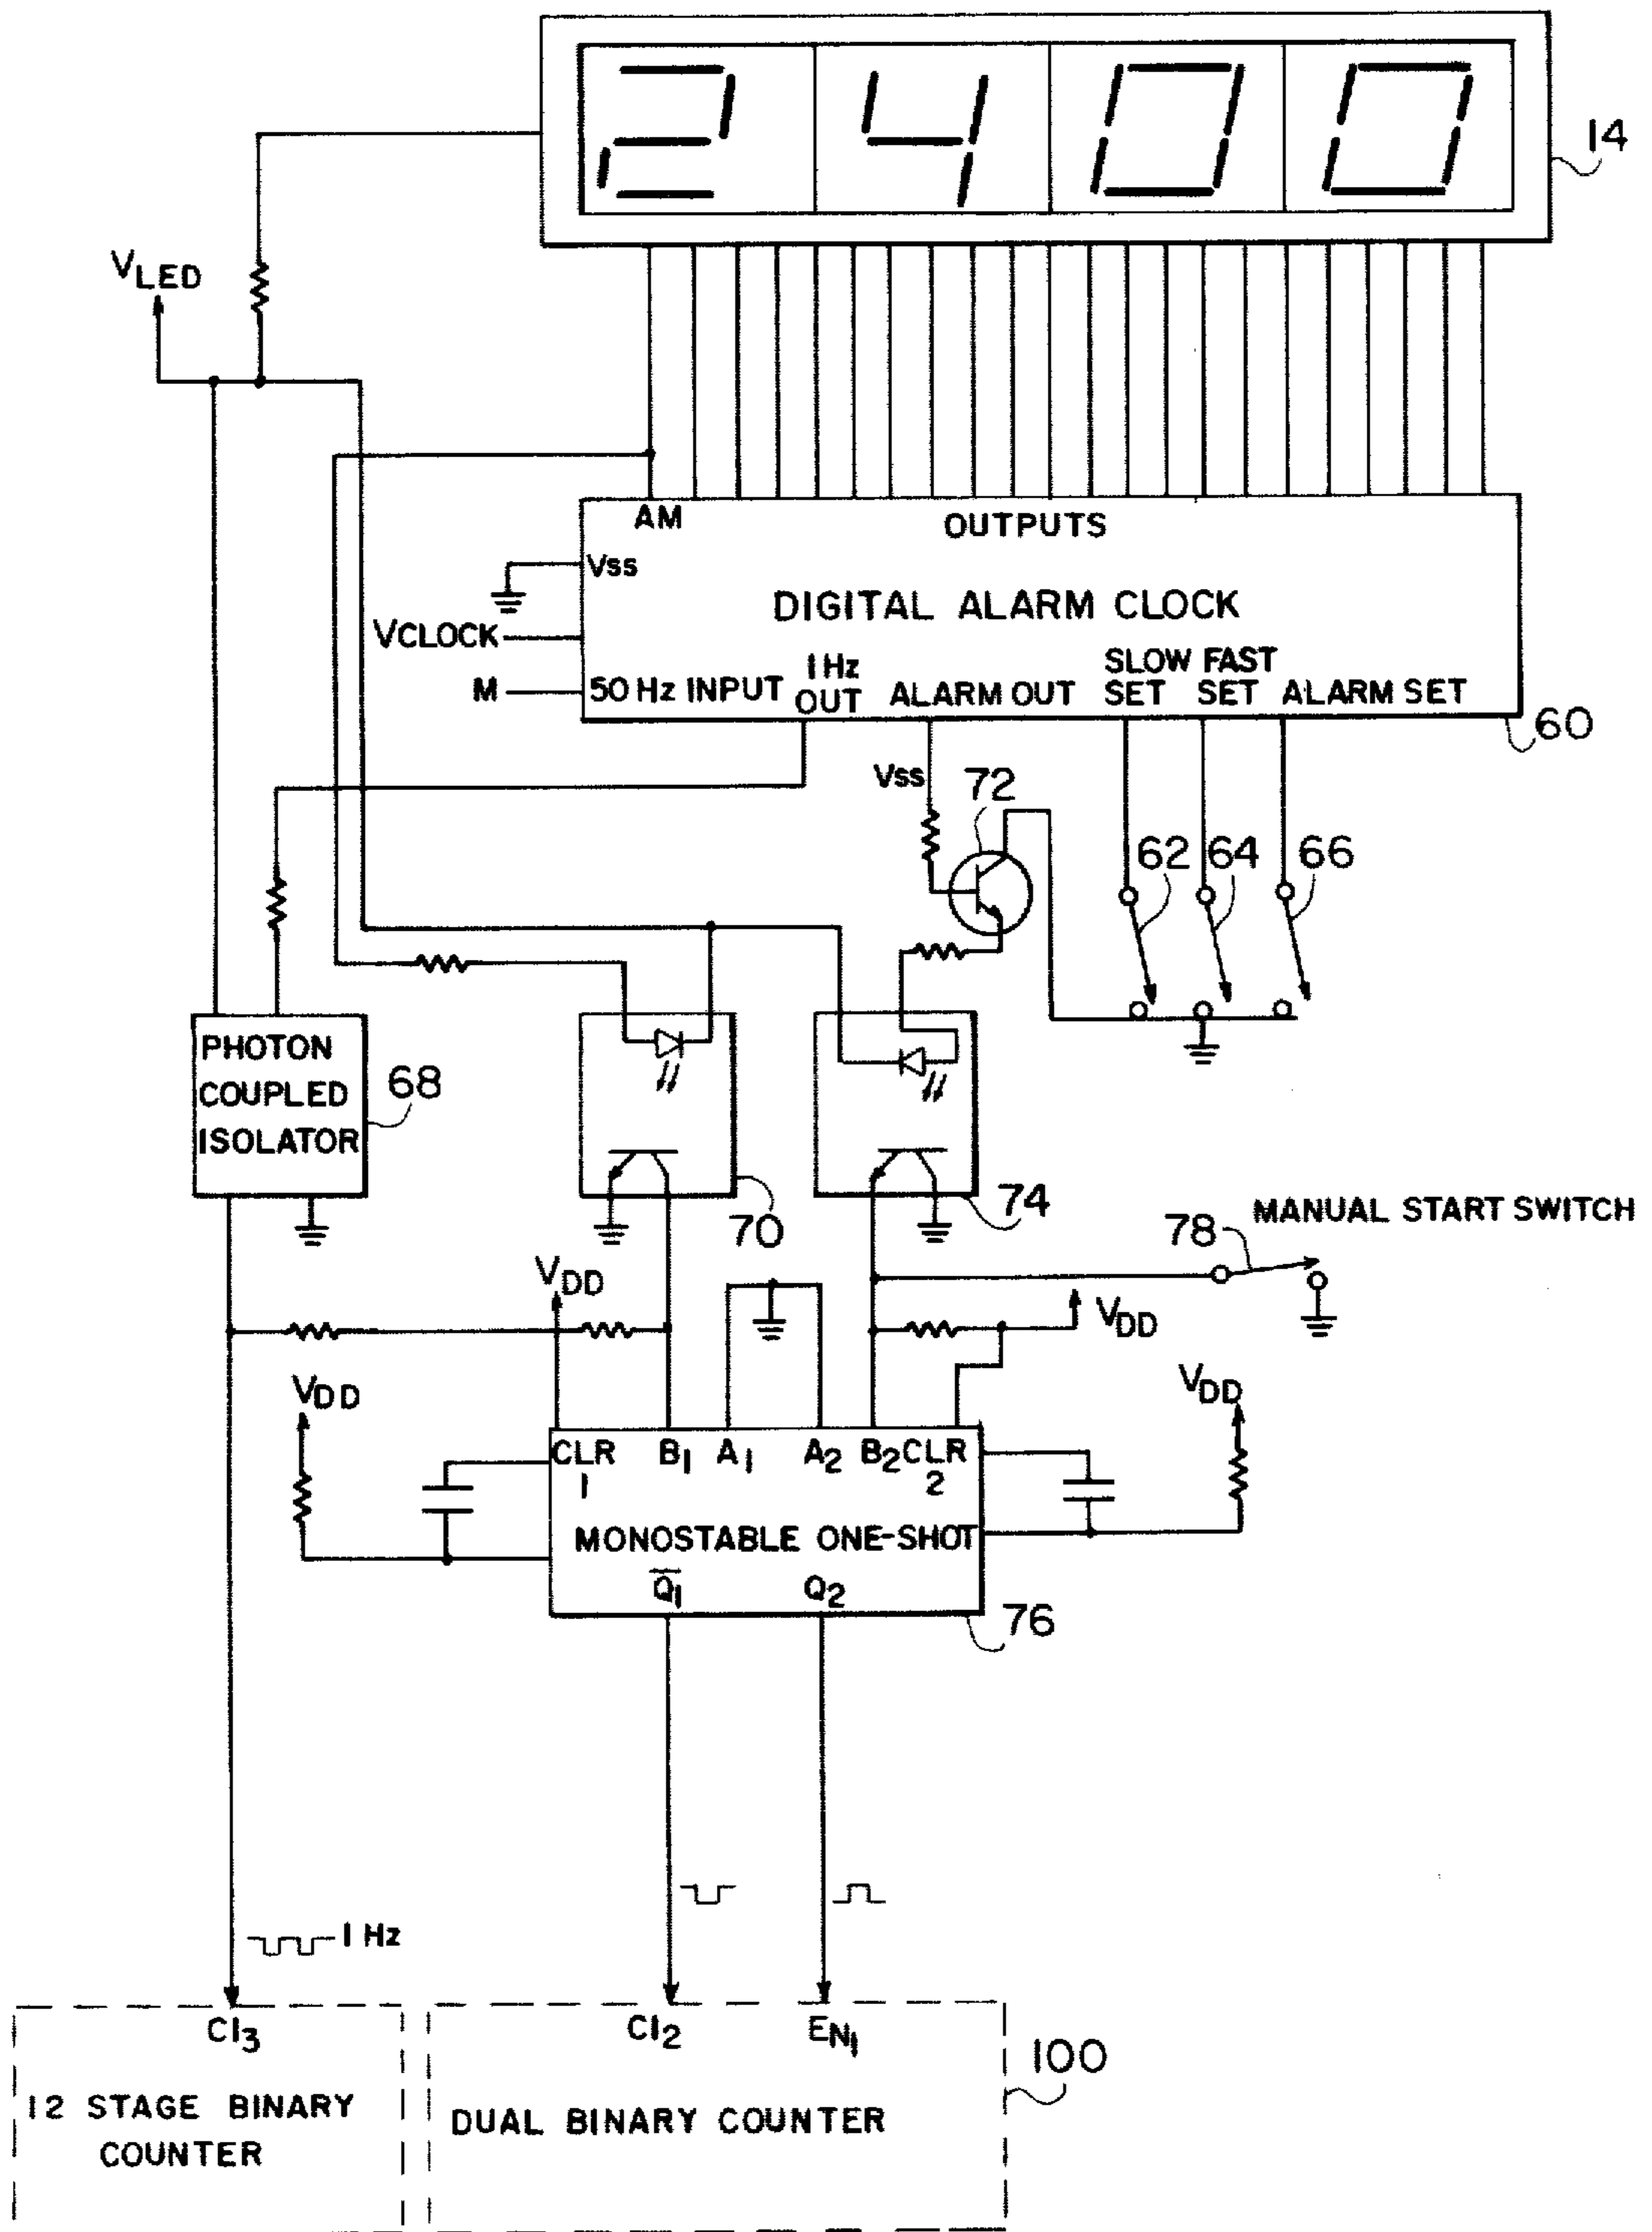 2400
14
VLED
AM
OUTPUTS
Vss
DIGITAL ALARM CLOCK
VCLOCK
M
50 Hz INPUT
1 Hz
OUT
ALARM OUT
SLOW
SET
FAST
SET
ALARM SET
60
Vss
72
62
64
66
PHOTON
COUPLED
ISOLATOR
68
70
74
MANUAL START SWITCH
78
VDD
VDD
VDD
VDD
CLR
1
B1
A1
A2
B2
CLR
2
MONOSTABLE ONE-SHOT
Q̅1
Q2
76
1 Hz
CI3
CI2
EN1
100
12 STAGE BINARY
COUNTER
DUAL BINARY COUNTER